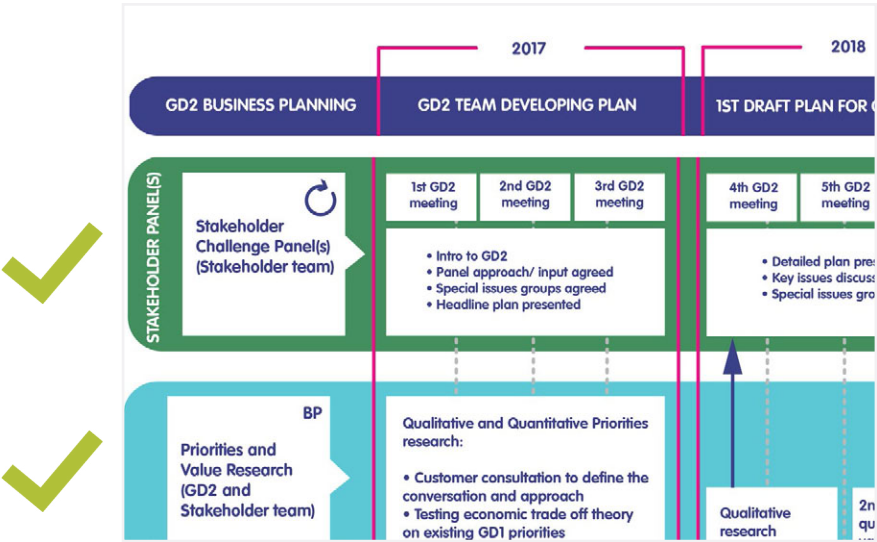 2017
2018
GD2 BUSINESS PLANNING
GD2 TEAM DEVELOPING PLAN
1ST DRAFT PLAN FOR
STAKEHOLDER PANEL(S)
Stakeholder
Challenge Panel(s)
(Stakeholder team)
1st GD2
meeting
2nd GD2
meeting
3rd GD2
meeting
4th GD2
meeting
5th GD2
meeting
• Intro to GD2
• Panel approach/ input agreed
• Special issues groups agreed
• Headline plan presented
• Detailed plan pres
• Key issues discuss
• Special issues gro
BP
Priorities and
Value Research
(GD2 and
Stakeholder team)
Qualitative and Quantitative Priorities
research:
• Customer consultation to define the
conversation and approach
• Testing economic trade off theory
on existing GD1 priorities
Qualitative
research
2n
qu